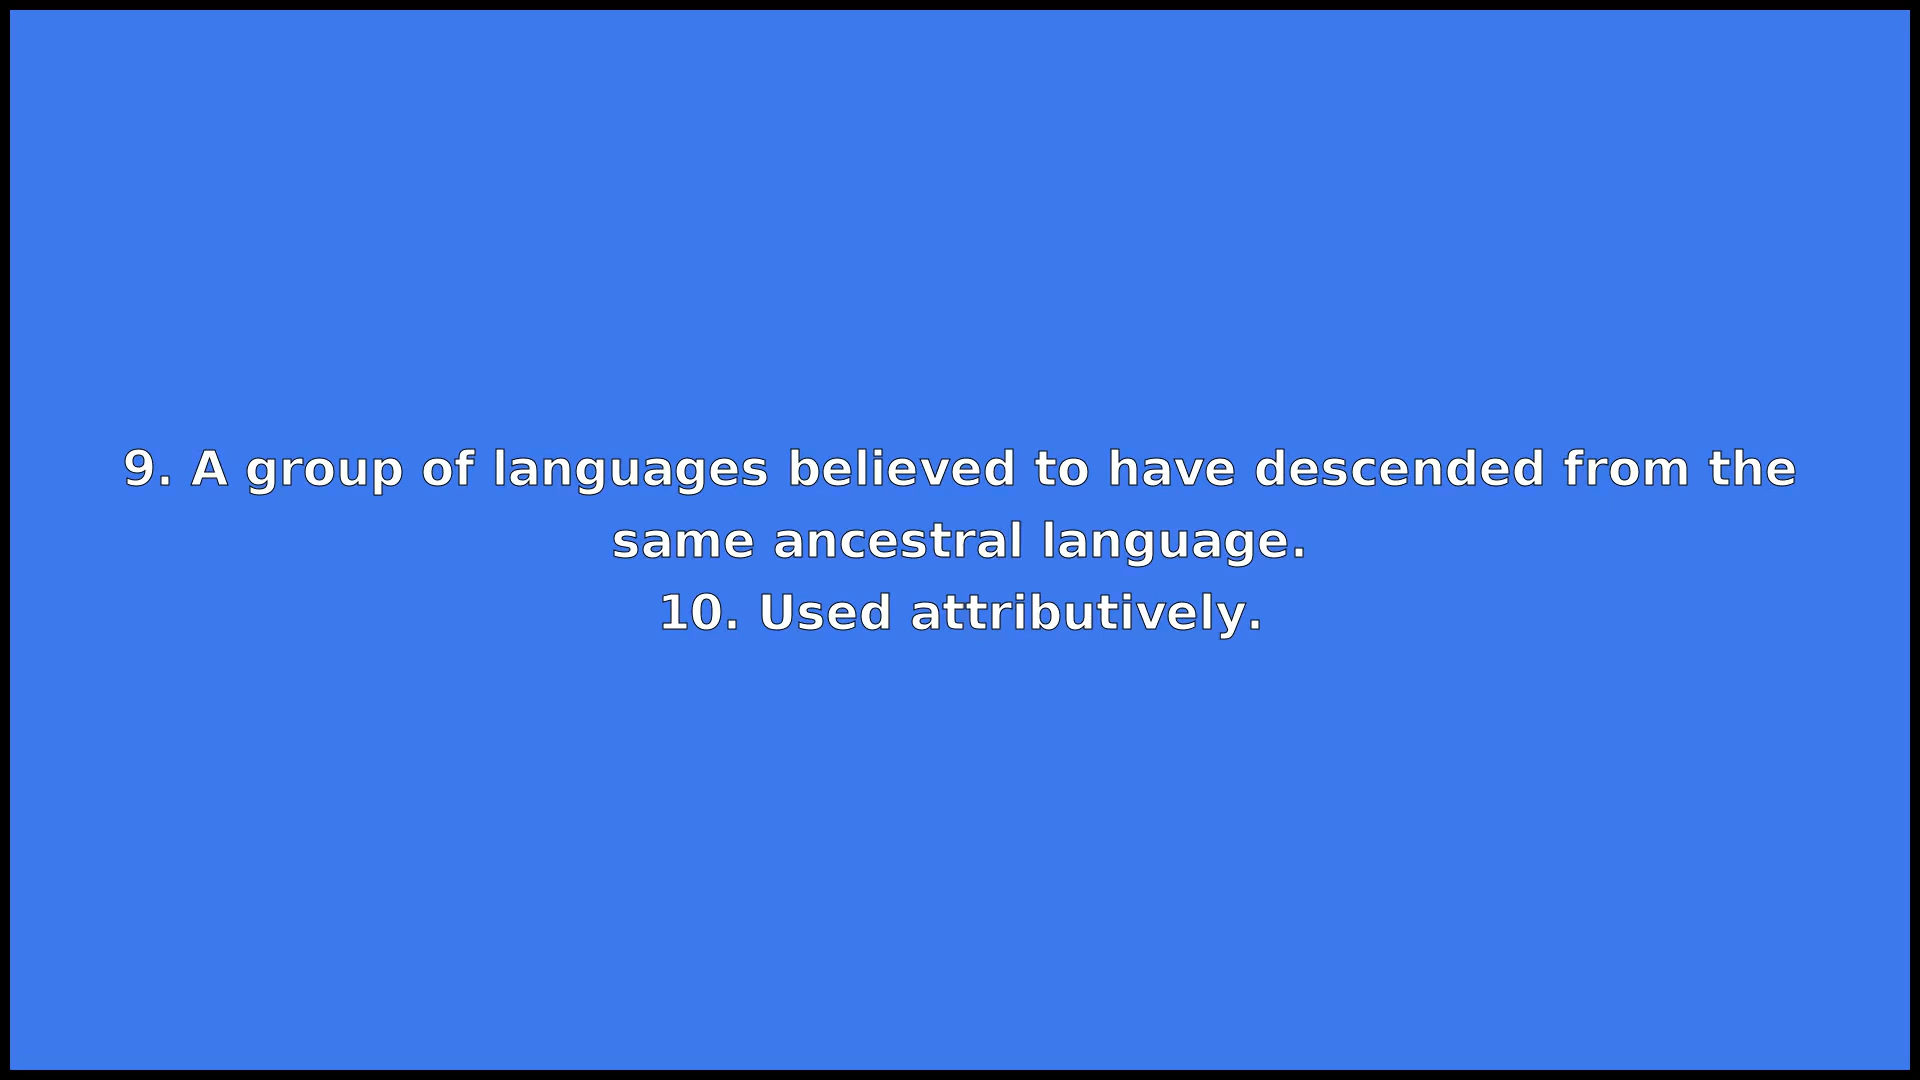 9. A group of languages believed to have descended from the
same ancestral language.
10. Used attributively.